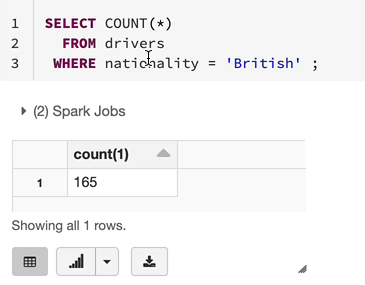 1 SELECT COUNT(*)
2 FROM drivers
3 WHERE nationality = 'British' ;
(2) Spark Jobs
count(1)
1 165
Showing all 1 rows.